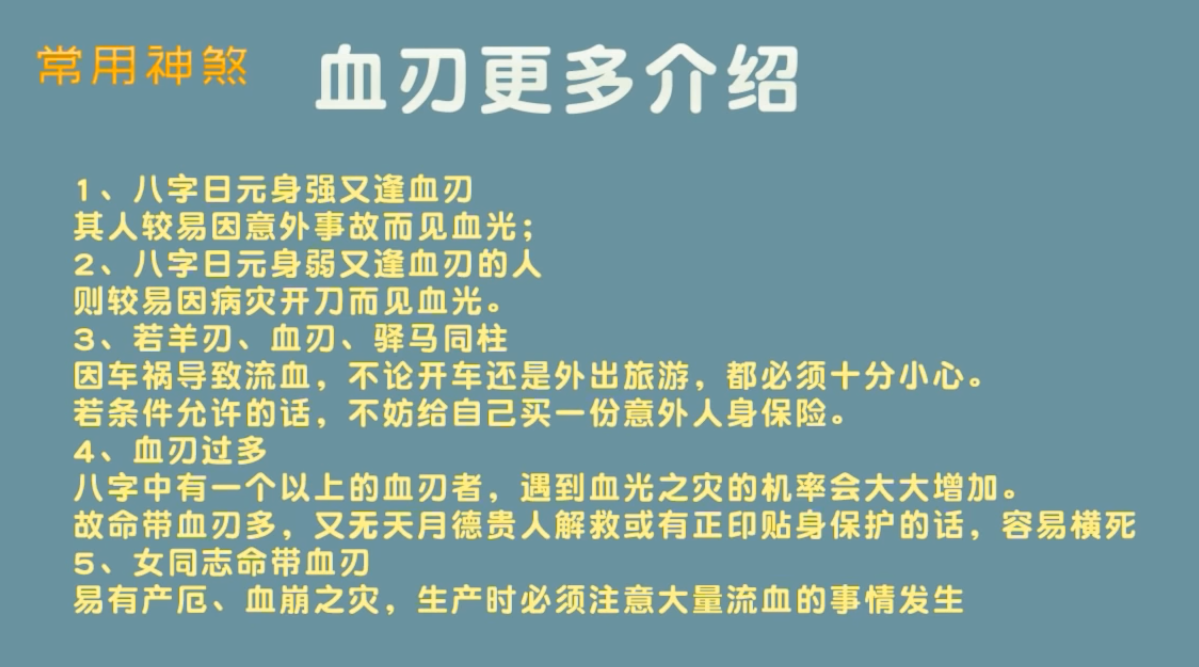 常用神煞
血刃更多介绍
1、八字日元身强又逢血刃
其人较易因意外事故而见血光；
2、八字日元身弱又逢血刃的人
则较易因病灾开刀而见血光。
3、若羊刃、血刃、驿马同柱
因车祸导致流血，不论开车还是外出旅游，都必须十分小心。
若条件允许的话，不妨给自己买一份意外人身保险。
4、血刃过多
八字中有一个以上的血刃者，遇到血光之灾的机率会大大增加。
故命带血刃多，又无天月德贵人解救或有正印贴身保护的话，容易横死
5、女同志命带血刃
易有产厄、血崩之灾，生产时必须注意大量流血的事情发生